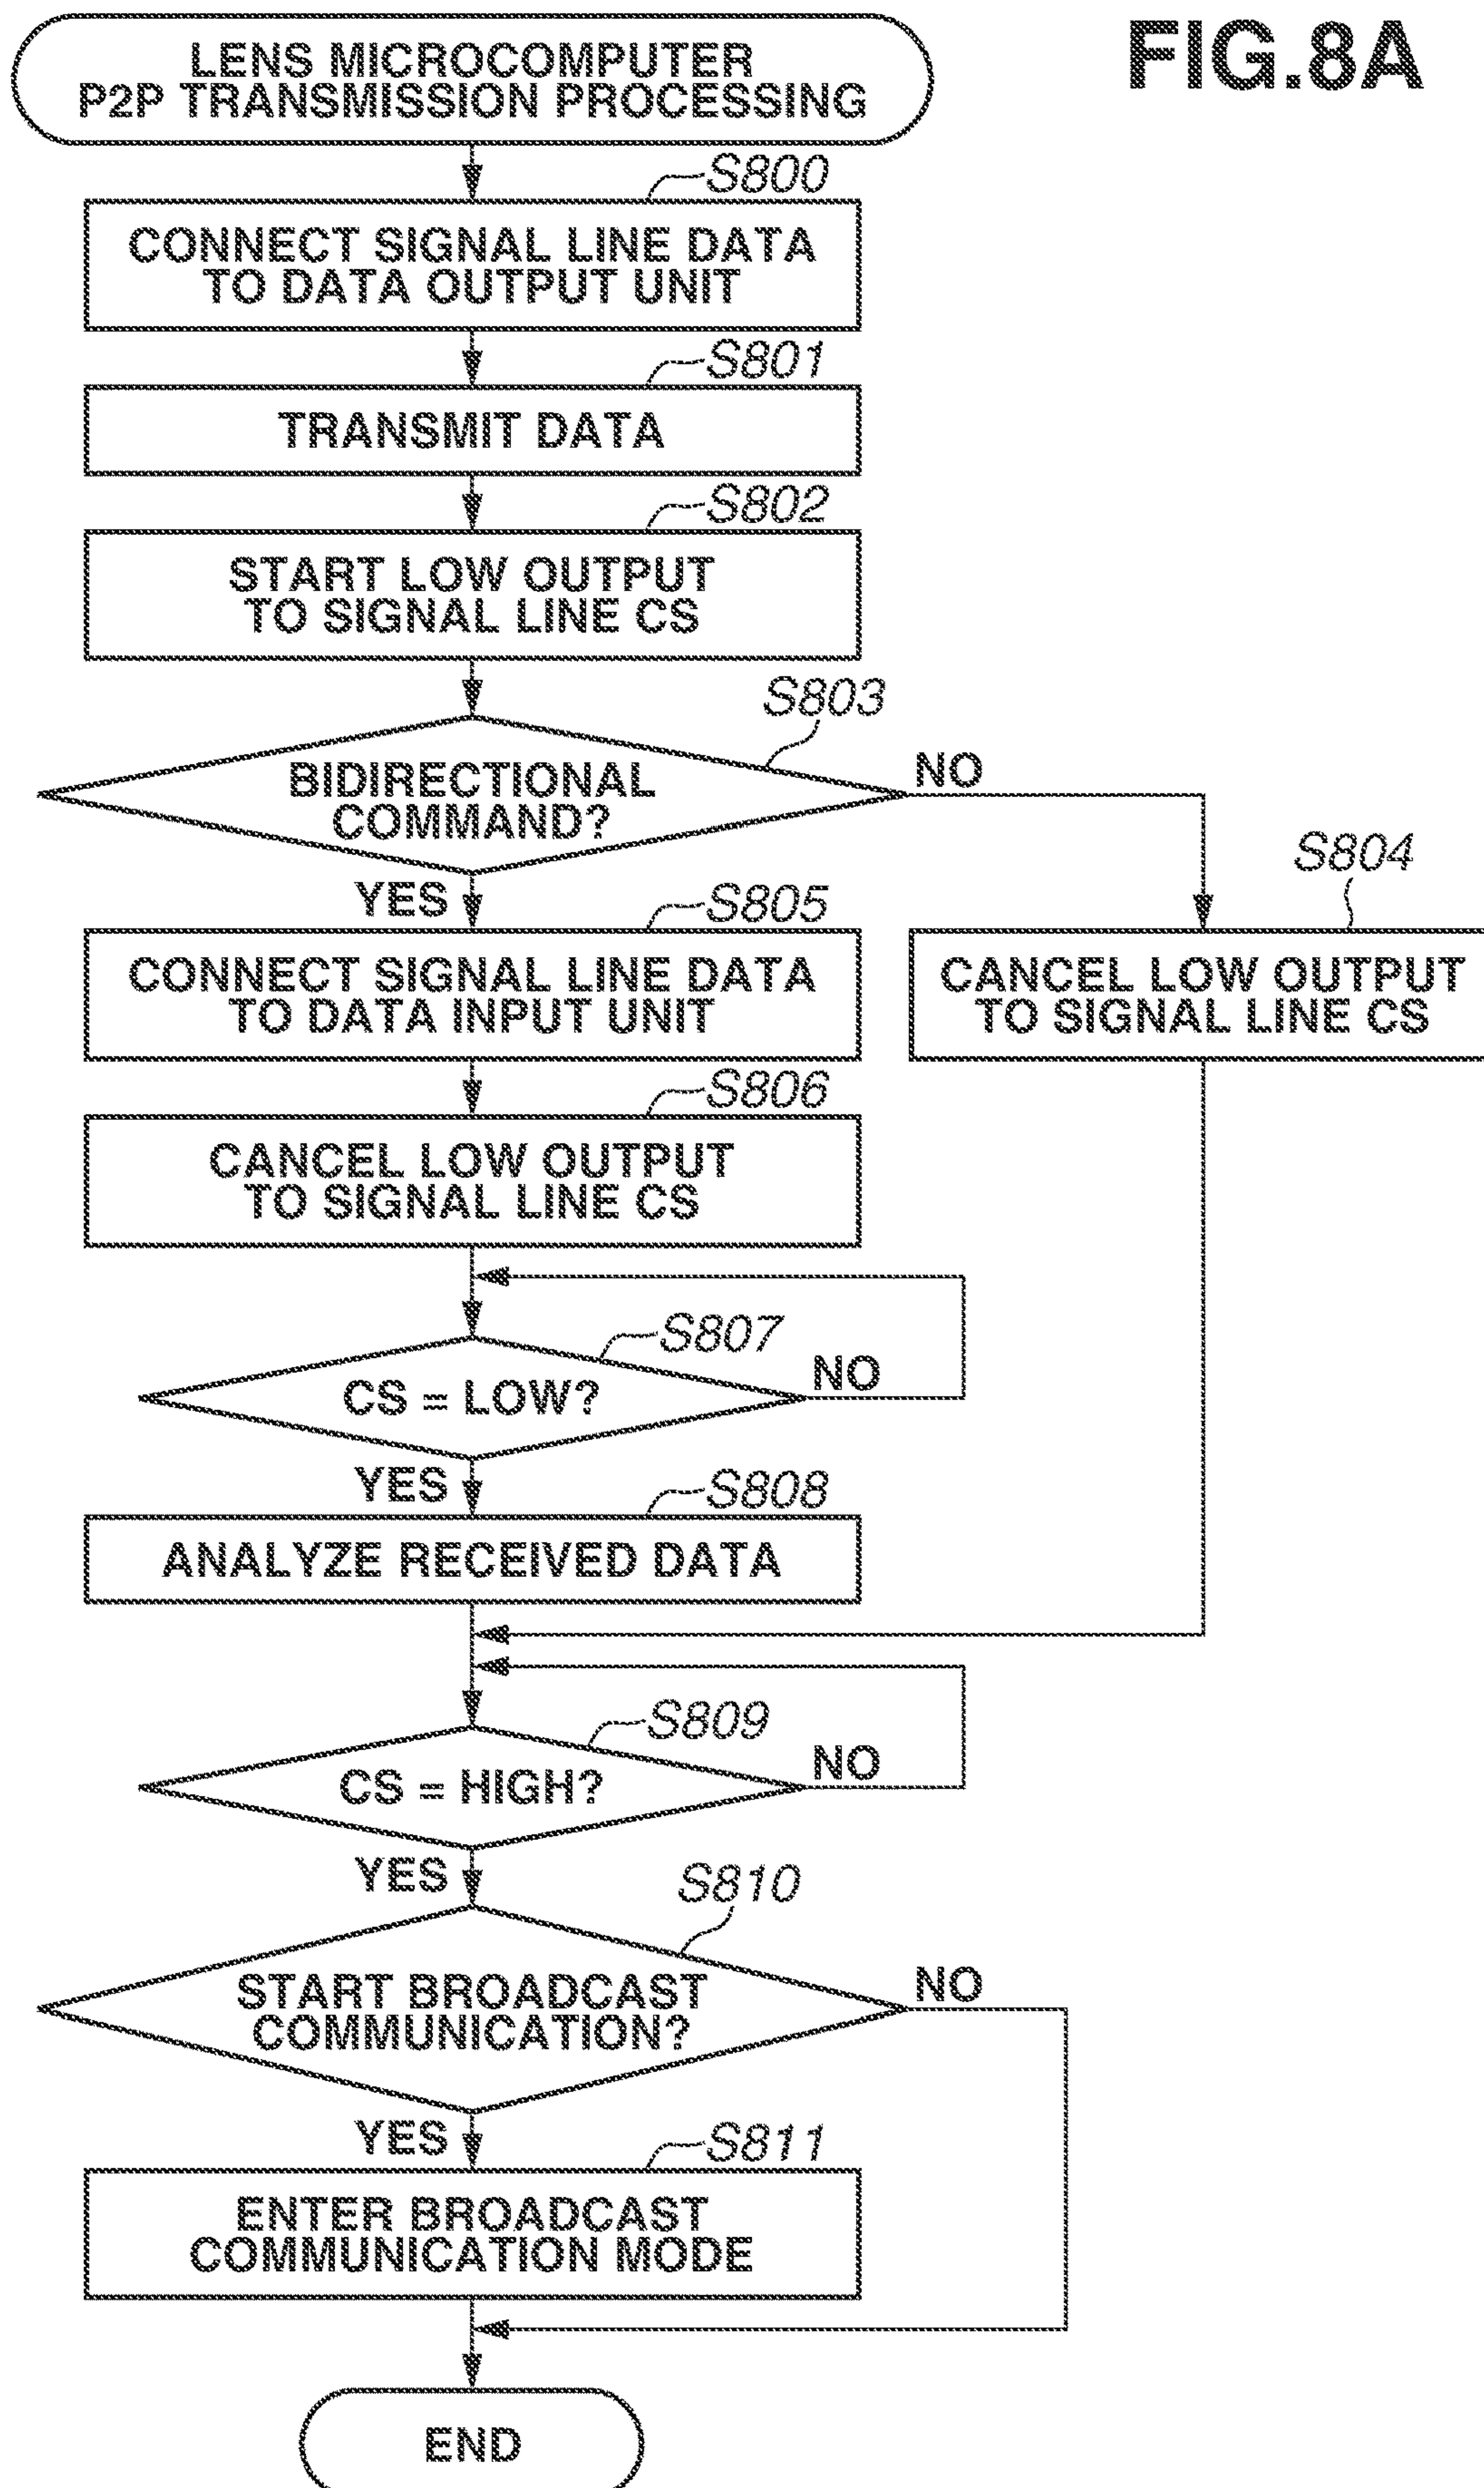 FIG.8A
LENS MICROCOMPUTER
P2P TRANSMISSION PROCESSING
S800
CONNECT SIGNAL LINE DATA
TO DATA OUTPUT UNIT
S801
TRANSMIT DATA
S802
START LOW OUTPUT
TO SIGNAL LINE CS
S803
BIDIRECTIONAL
COMMAND?
NO
YES
S804
CANCEL LOW OUTPUT
TO SIGNAL LINE CS
S805
CONNECT SIGNAL LINE DATA
TO DATA INPUT UNIT
S806
CANCEL LOW OUTPUT
TO SIGNAL LINE CS
S807
CS = LOW?
NO
YES
S808
ANALYZE RECEIVED DATA
S809
CS = HIGH?
NO
YES
S810
START BROADCAST
COMMUNICATION?
NO
YES
S811
ENTER BROADCAST
COMMUNICATION MODE
END